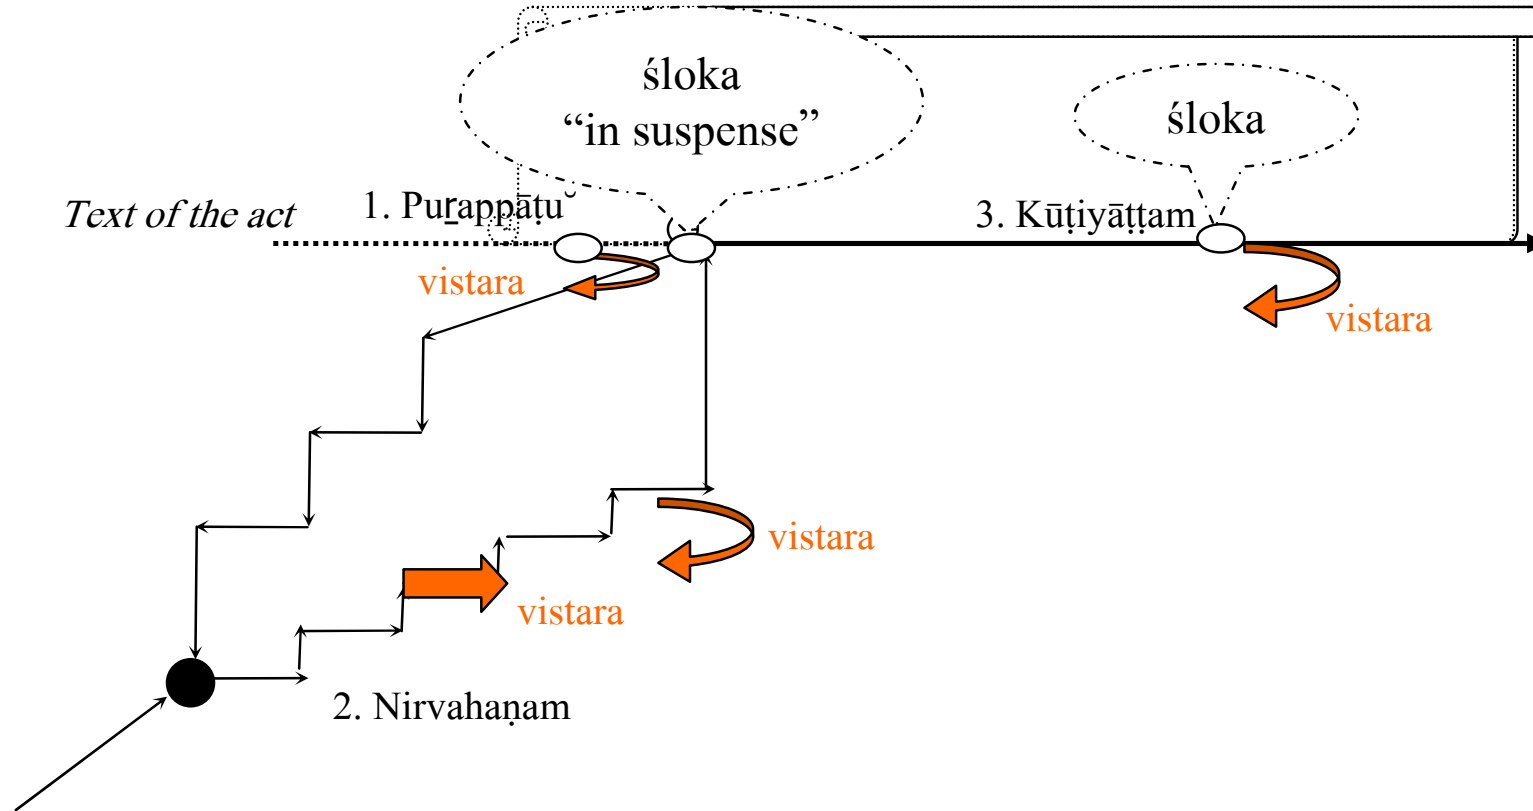 śloka
“in suspense”
śloka
Text of the act
1. Puṟappāṭu˘
3. Kūṭiyāṭṭam
vistara
vistara
vistara
vistara
2. Nirvahaṇam